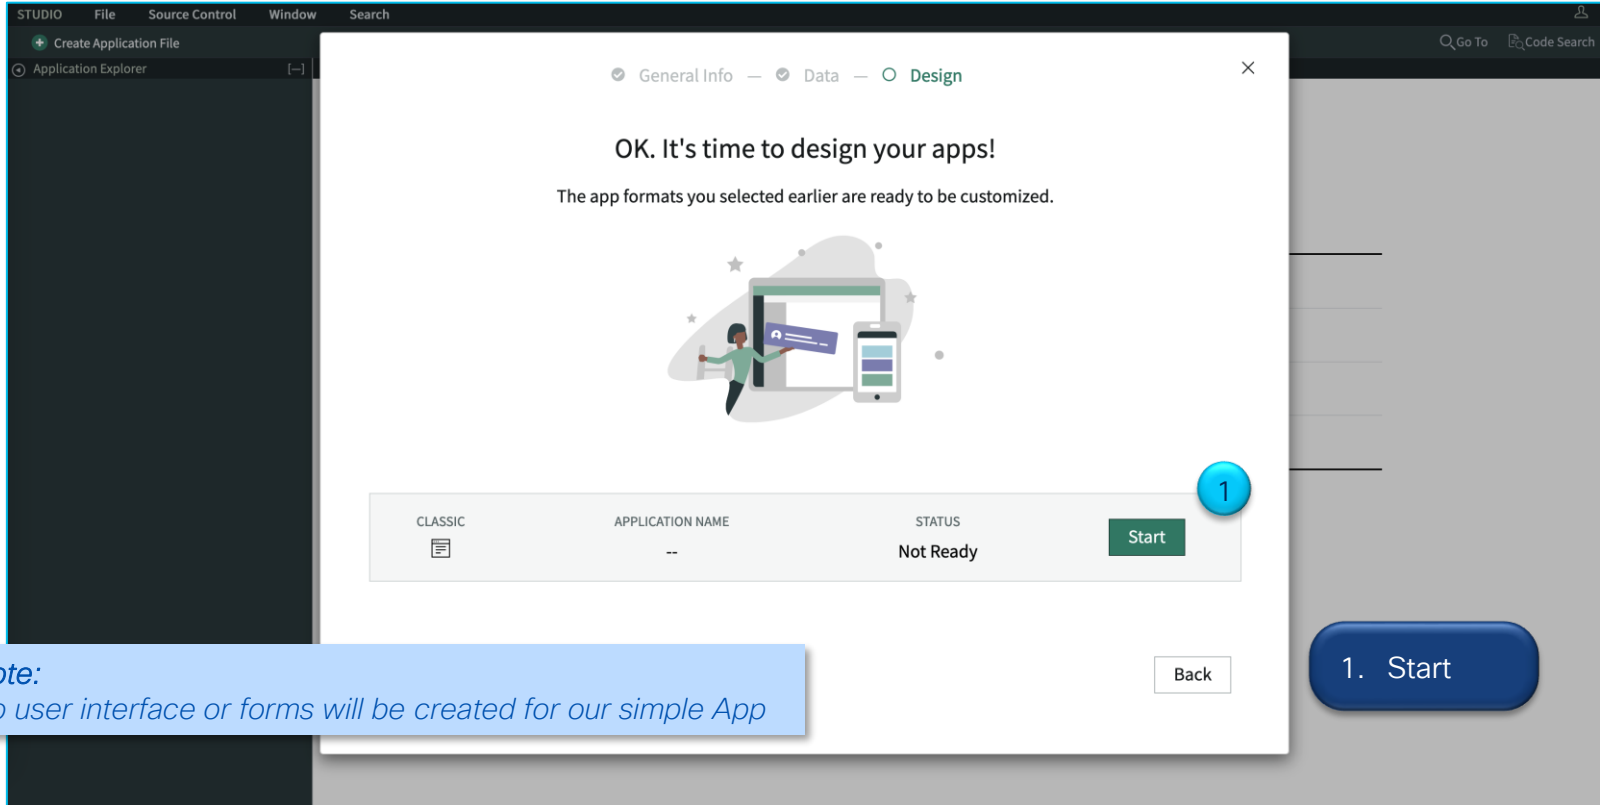 STUDIO File Source Control Window Search
Create Application File
Go To Code Search
Application Explorer [—]
General Info — Data — Design
OK. It's time to design your apps!
The app formats you selected earlier are ready to be customized.
1
CLASSIC APPLICATION NAME STATUS
-- Not Ready
Start
ote:
o user interface or forms will be created for our simple App
Back
1. Start